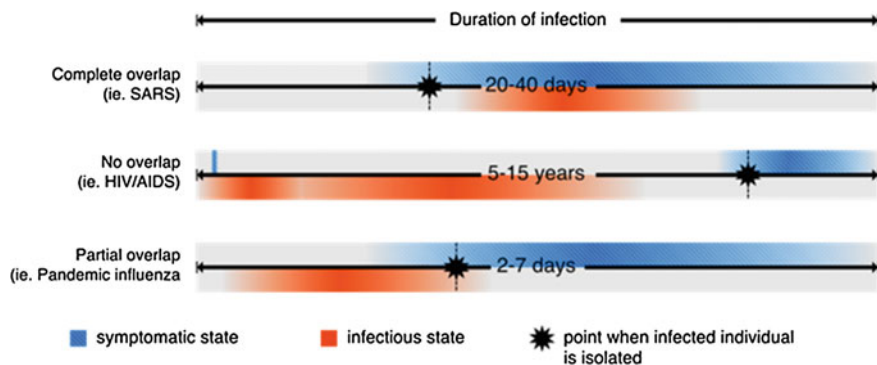 Duration of infection
Complete overlap
(ie. SARS)
20-40 days
No overlap
(ie. HIV/AIDS)
5-15 years
Partial overlap
(ie. Pandemic influenza
2-7 days
symptomatic state
infectious state
point when infected individual
is isolated